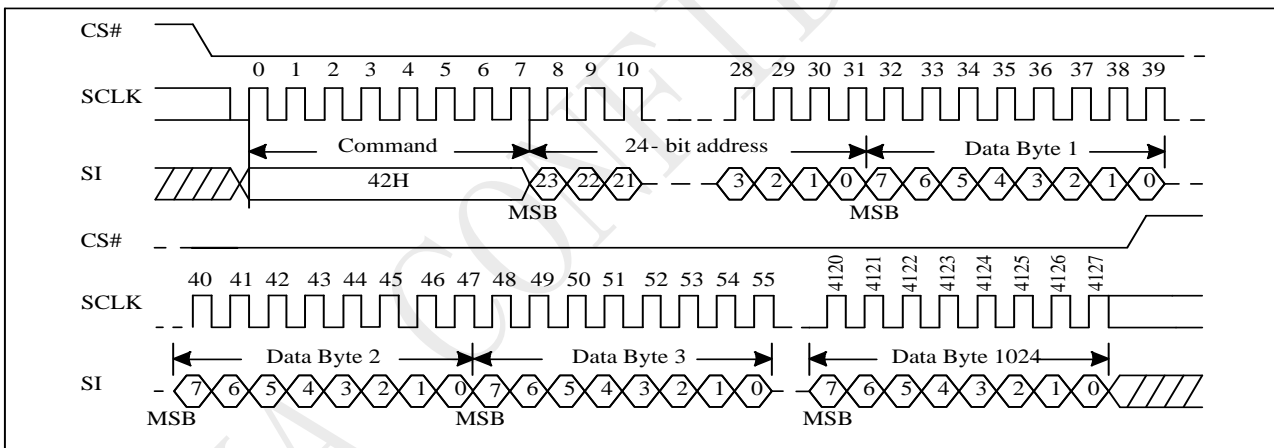 CS#
0 1 2 3 4 5 6 7 8 9 10 28 29 30 31 32 33 34 35 36 37 38 39
SCLK
Command 24- bit address Data Byte 1
SI 42H 23 22 21 3 2 1 0 7 6 5 4 3 2 1 0
MSB MSB
CS#
40 41 42 43 44 45 46 47 48 49 50 51 52 53 54 55 4120 4121 4122 4123 4124 4125 4126 4127
SCLK
Data Byte 2 Data Byte 3 Data Byte 1024
SI 7 6 5 4 3 2 1 0 7 6 5 4 3 2 1 0 7 6 5 4 3 2 1 0
MSB MSB MSB